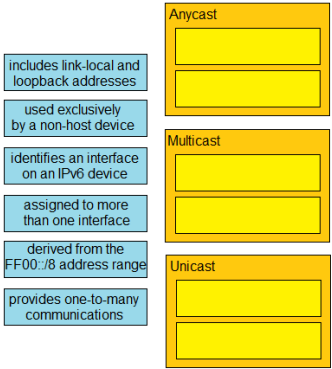 includes link-local and
loopback addresses
used exclusively
by a non-host device
identifies an interface
on an IPv6 device
assigned to more
than one interface
derived from the
FF00::/8 address range
provides one-to-many
communications
Anycast
Multicast
Unicast